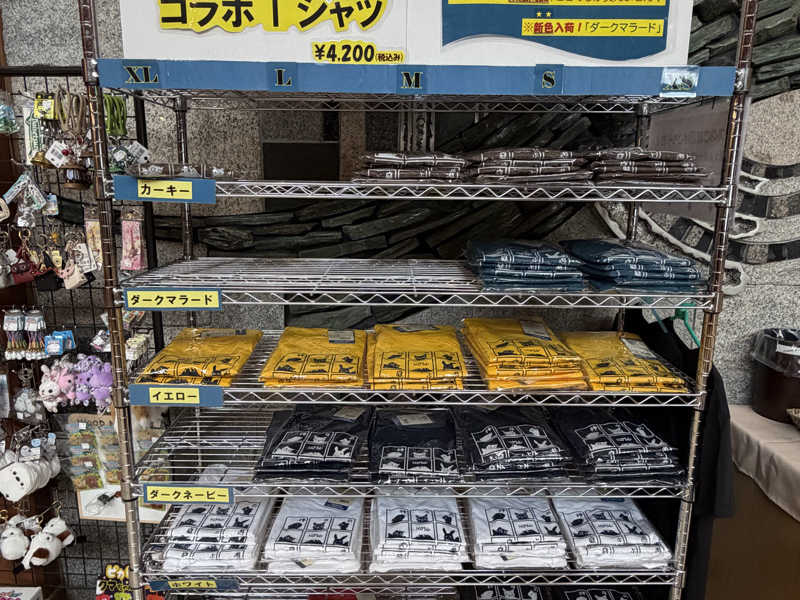 コラボTシャツ
¥4,200(税込み)
※新色入荷!「ダークマラード」
XL L M S
カーキー
ダークマラード
イエロー
ダークネービー
ホワイト